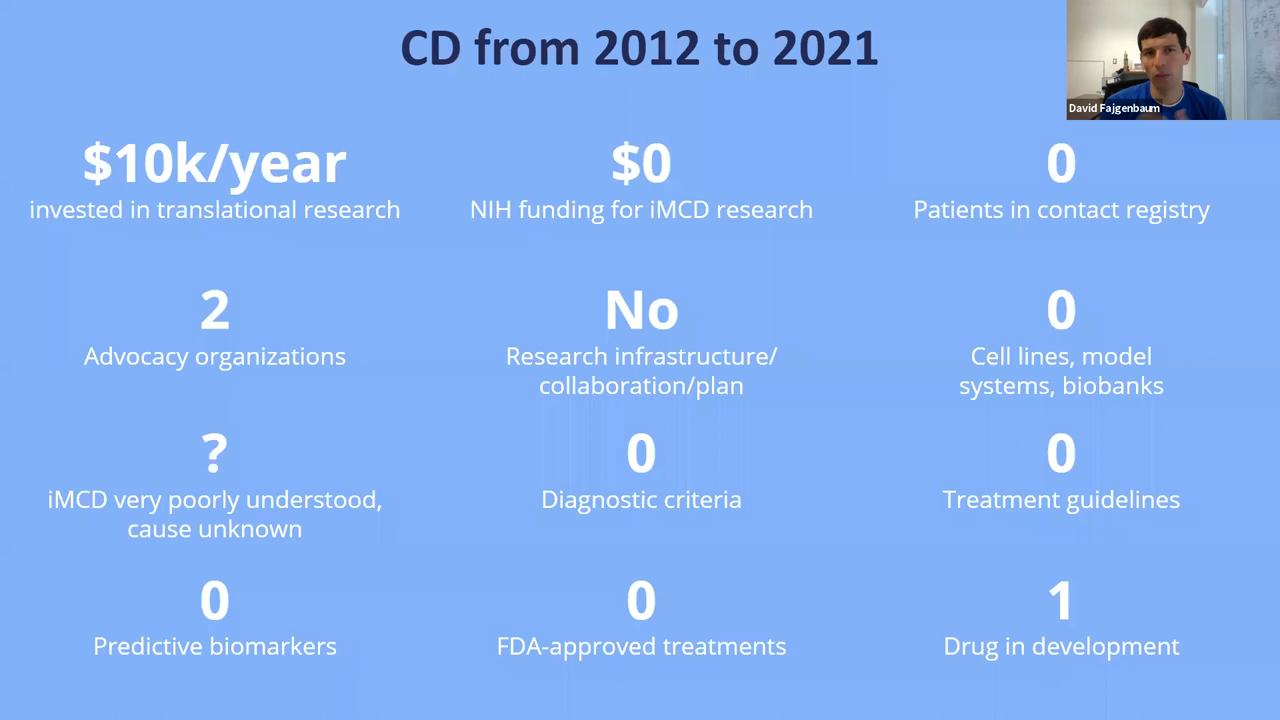 CD from 2012 to 2021
David Fajgenbaum
$10k/year
invested in translational research
$0
NIH funding for iMCD research
0
Patients in contact registry
2
Advocacy organizations
No
Research infrastructure/
collaboration/plan
0
Cell lines, model
systems, biobanks
?
iMCD very poorly understood,
cause unknown
0
Diagnostic criteria
0
Treatment guidelines
0
Predictive biomarkers
0
FDA-approved treatments
1
Drug in development